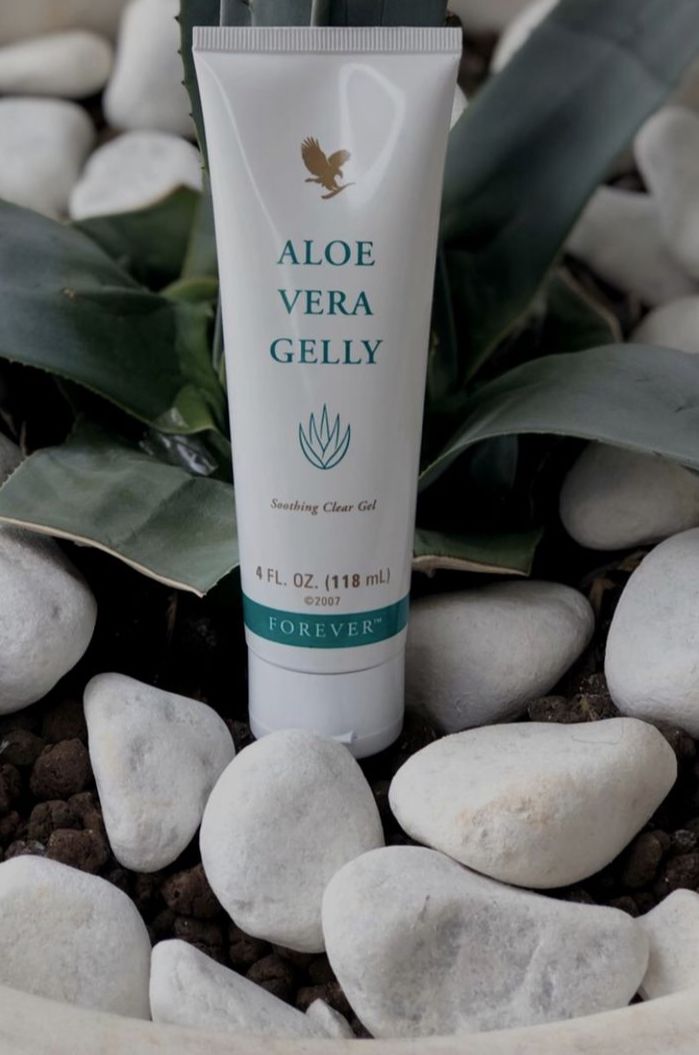 ALOE
VERA
GELLY
Soothing Clear Gel
4 FL. OZ. (118 mL)
©2007
FOREVER™